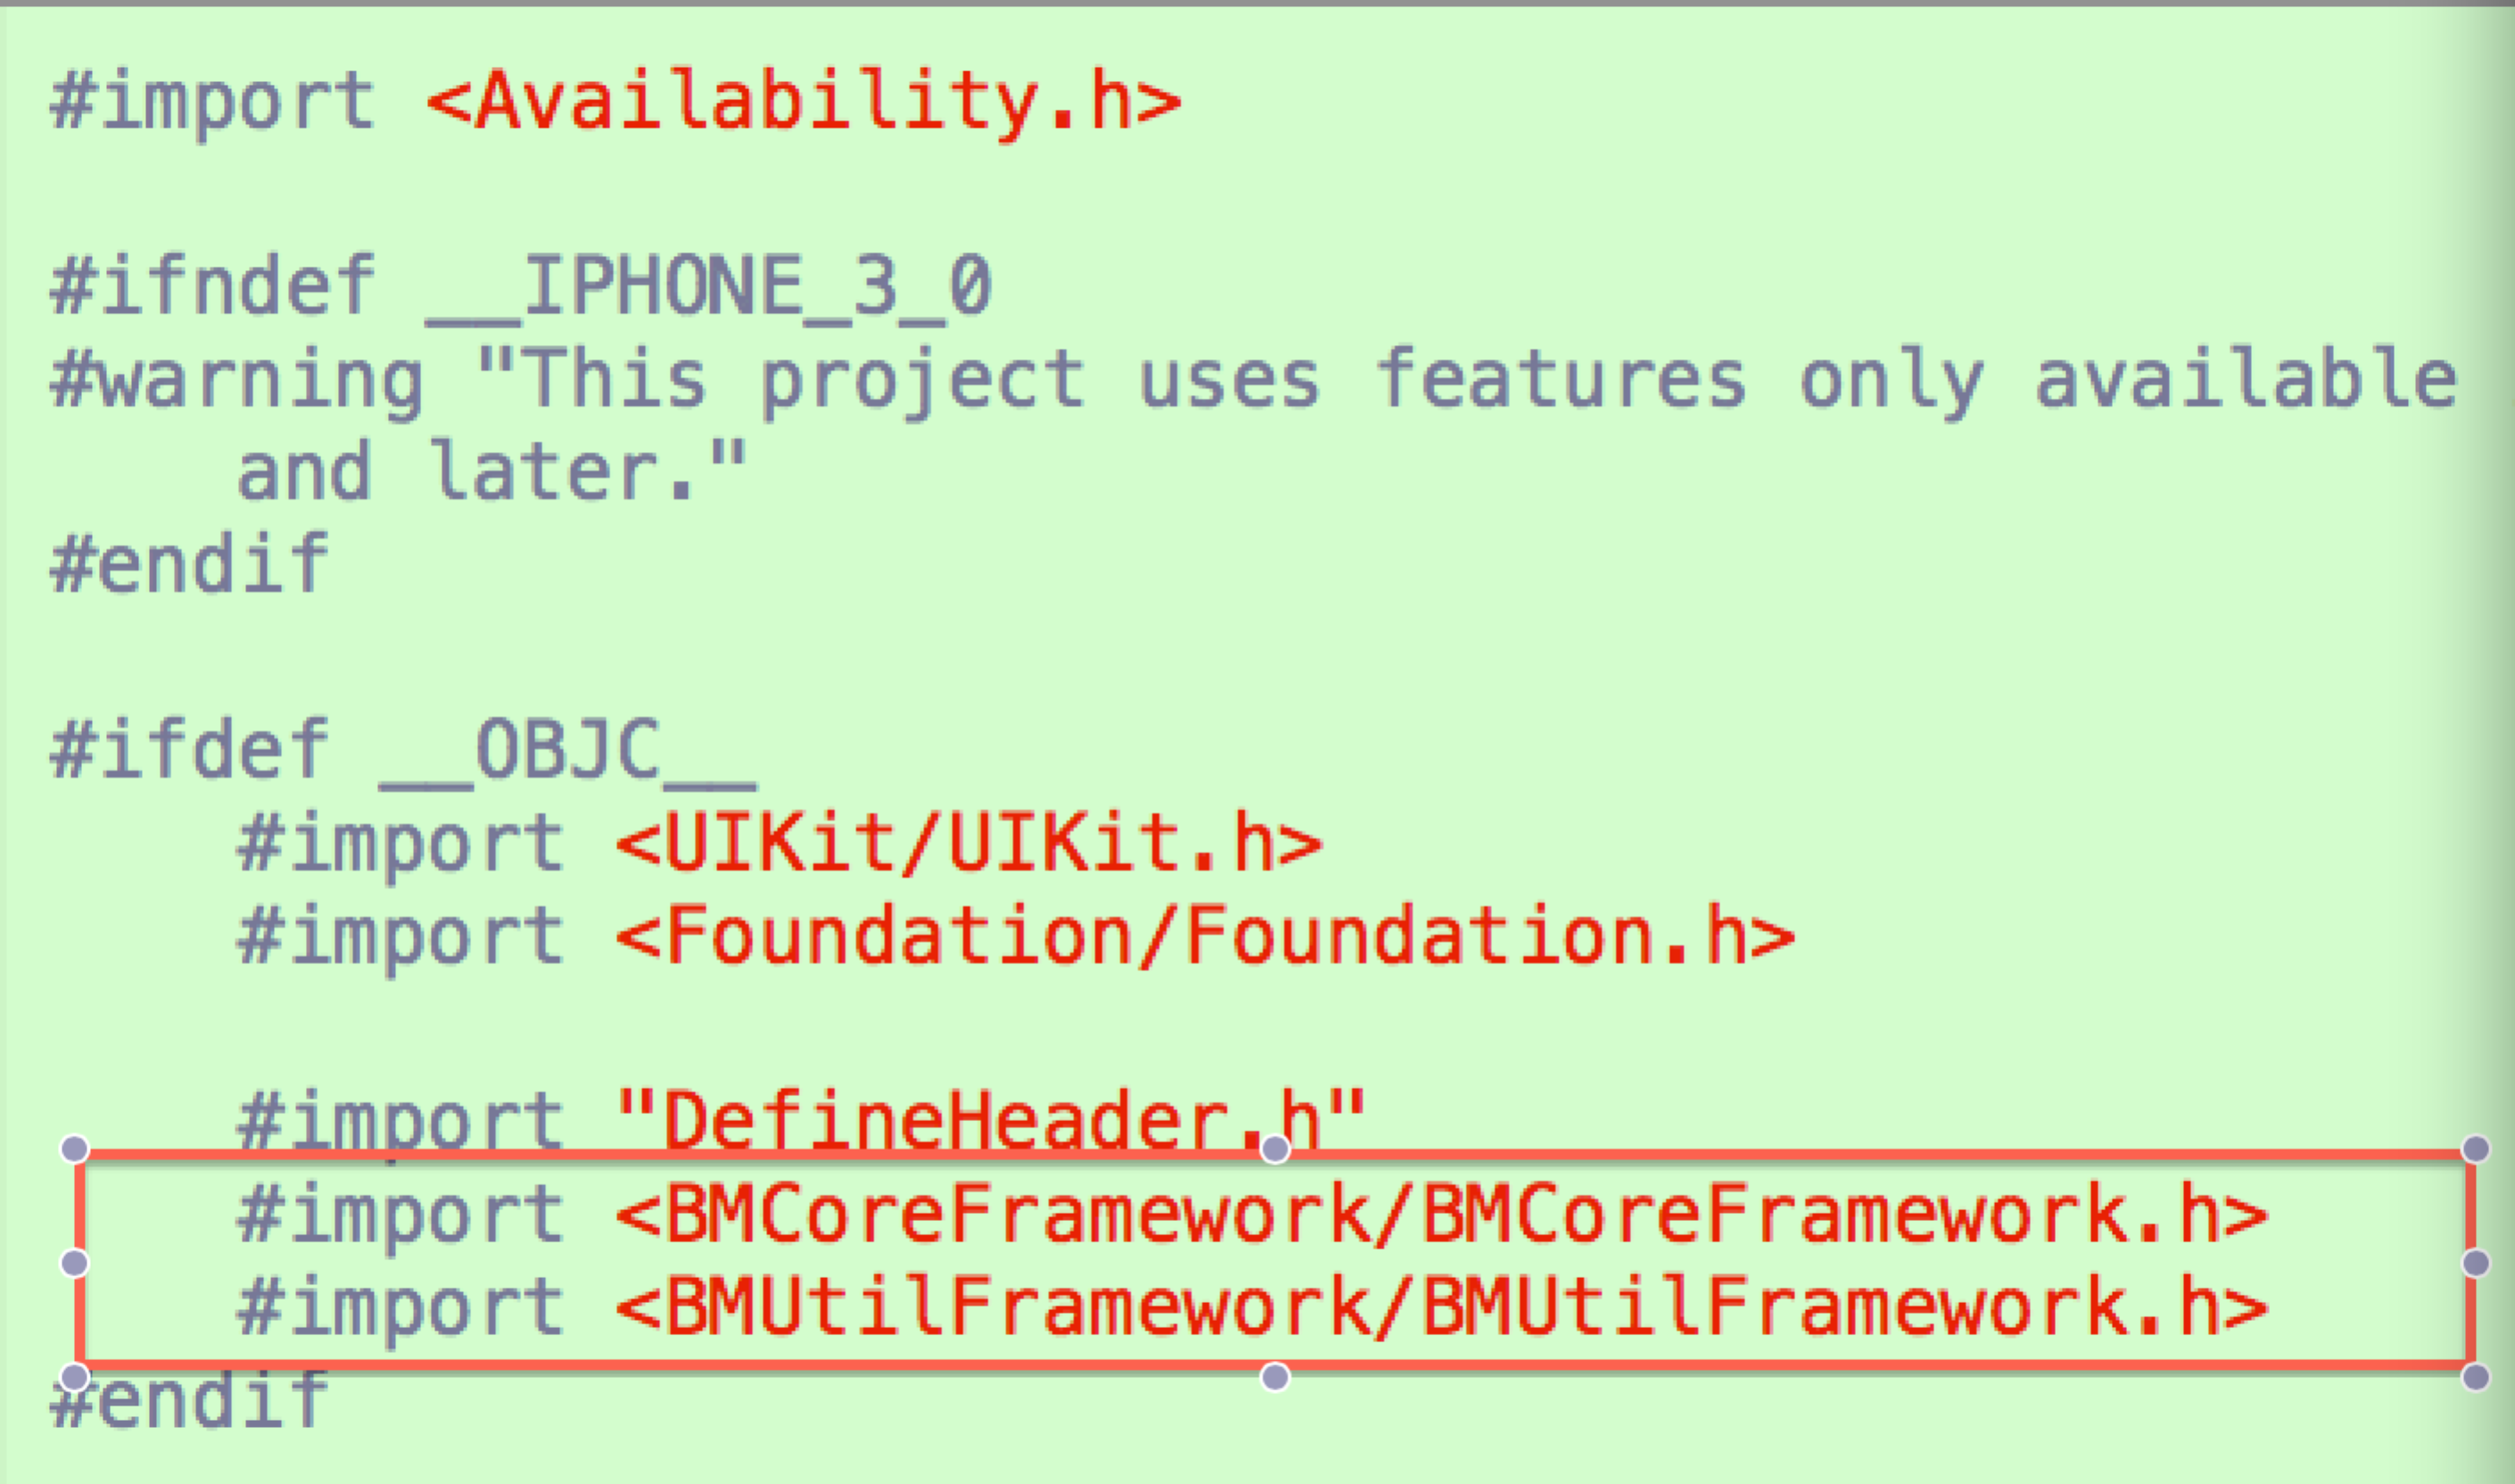 #import <Availability.h>
#ifndef __IPHONE_3_0
#warning "This project uses features only available
and later."
#endif
#ifdef __OBJC__
#import <UIKit/UIKit.h>
#import <Foundation/Foundation.h>
#import "DefineHeader.h"
#import <BMCoreFramework/BMCoreFramework.h>
#import <BMUtilFramework/BMUtilFramework.h>
#endif